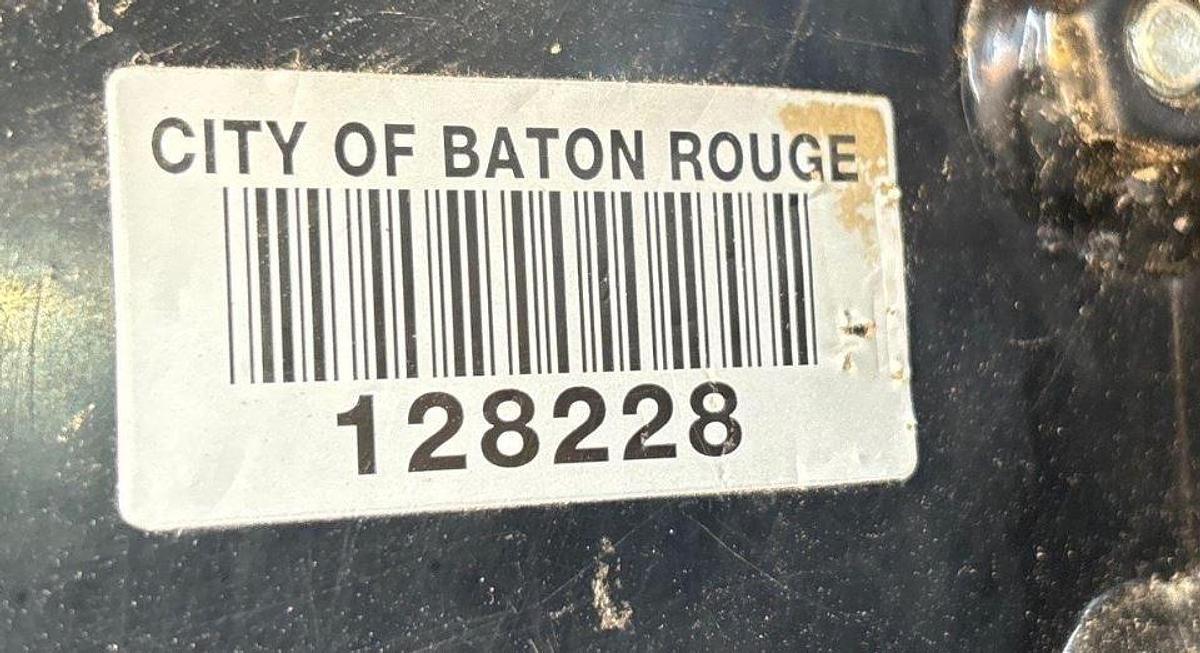 CITY OF BATON ROUGE
128228